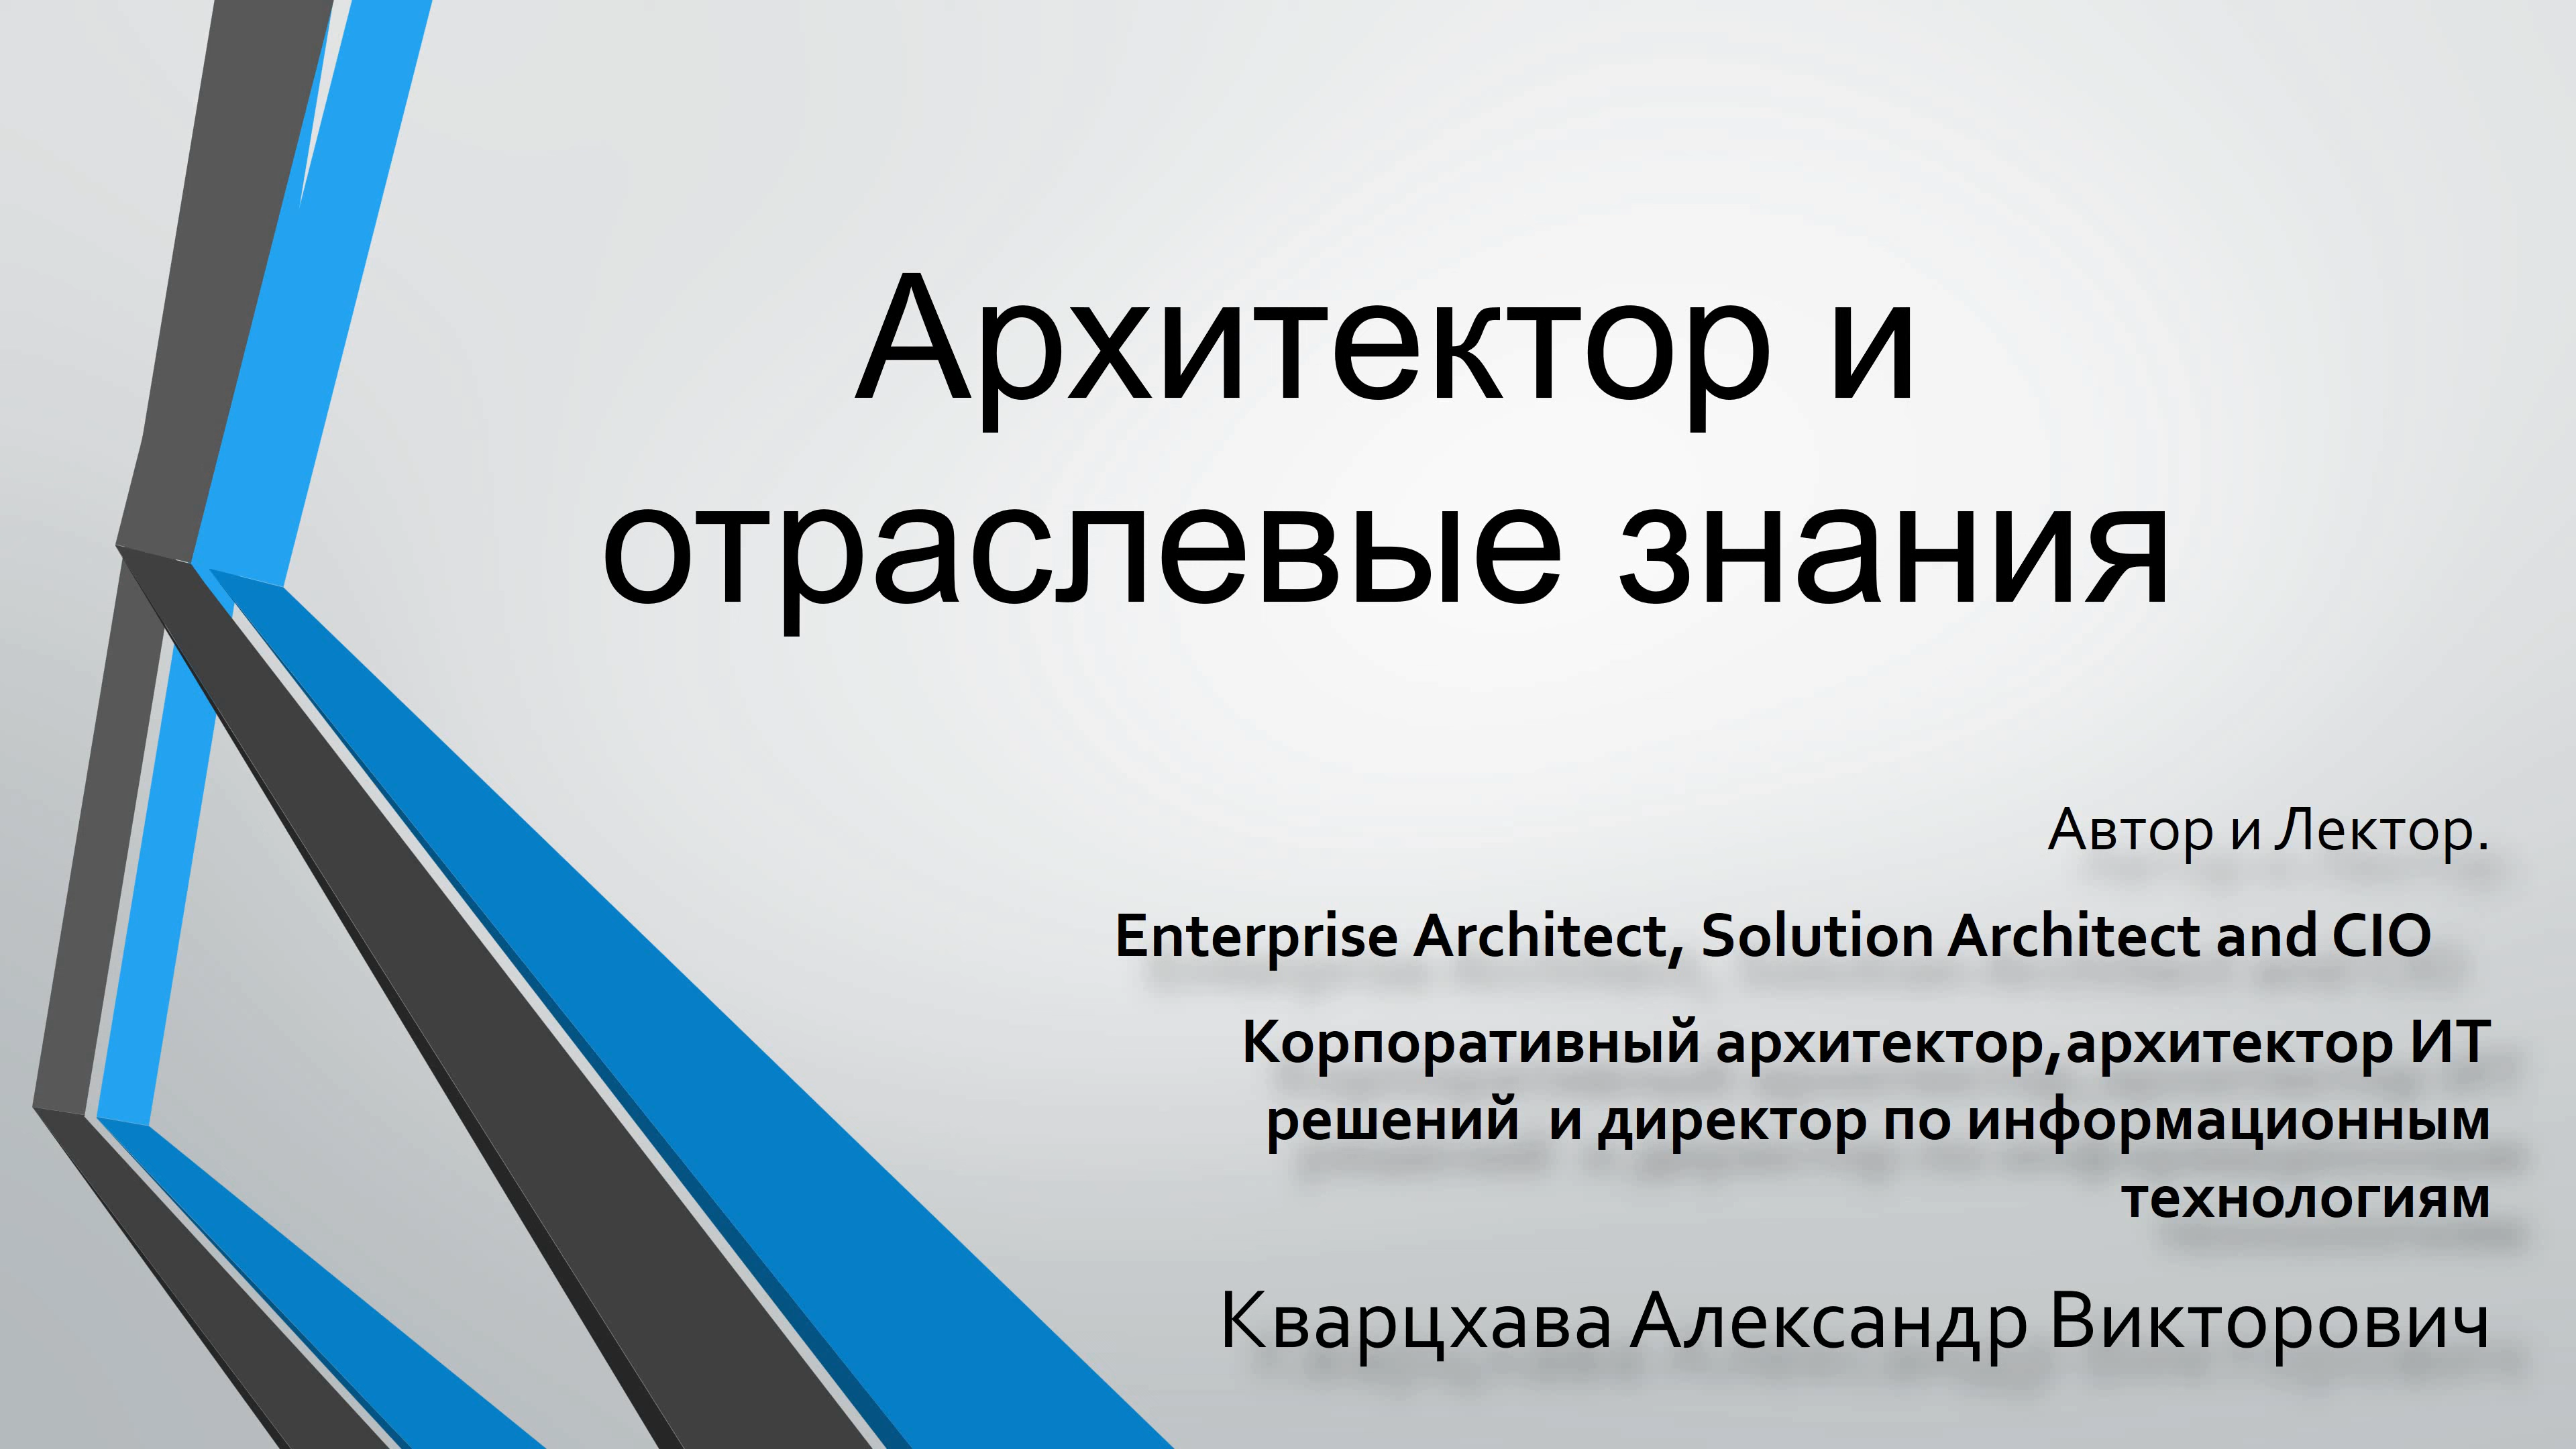 Архитектор и
отраслевые знания
Автор и Лектор.
Enterprise Architect, Solution Architect and CIO
Корпоративный архитектор,архитектор ИТ
решений  и директор по информационным
технологиям
Кварцхава Александр Викторович